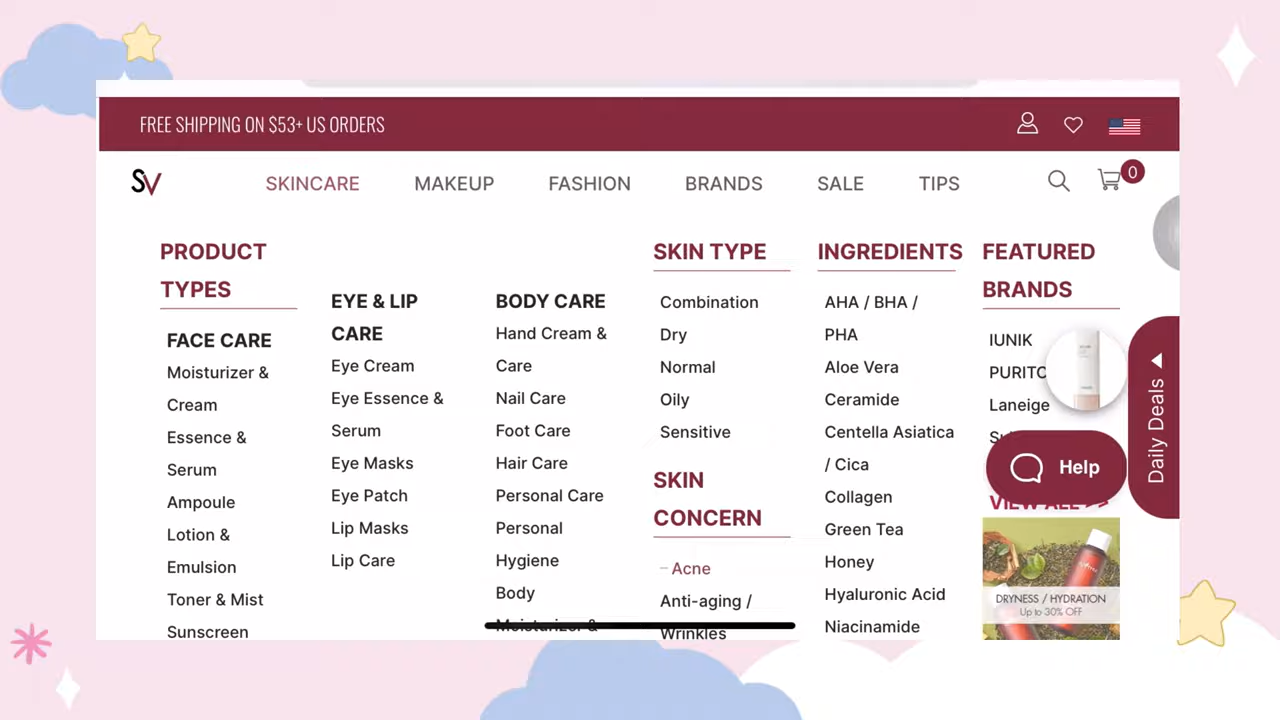 FREE SHIPPING ON $53+ US ORDERS
SV
SKINCARE
MAKEUP
FASHION
BRANDS
SALE
TIPS
0
PRODUCT
TYPES
FACE CARE
Moisturizer &
Cream
Essence &
Serum
Ampoule
Lotion &
Emulsion
Toner & Mist
Sunscreen
EYE & LIP
CARE
Eye Cream
Eye Essence &
Serum
Eye Masks
Eye Patch
Lip Masks
Lip Care
BODY CARE
Hand Cream &
Care
Nail Care
Foot Care
Hair Care
Personal Care
Personal
Hygiene
Body
Moisturizer &
SKIN TYPE
Combination
Dry
Normal
Oily
Sensitive
SKIN
CONCERN
Acne
Anti-aging /
Wrinkles
INGREDIENTS
AHA / BHA /
PHA
Aloe Vera
Ceramide
Centella Asiatica
/ Cica
Collagen
Green Tea
Honey
Hyaluronic Acid
Niacinamide
FEATURED
BRANDS
IUNIK
PURITO
Laneige
VIEW ALL >>
Help
Daily Deals
DRYNESS / HYDRATION
Up to 30% OFF